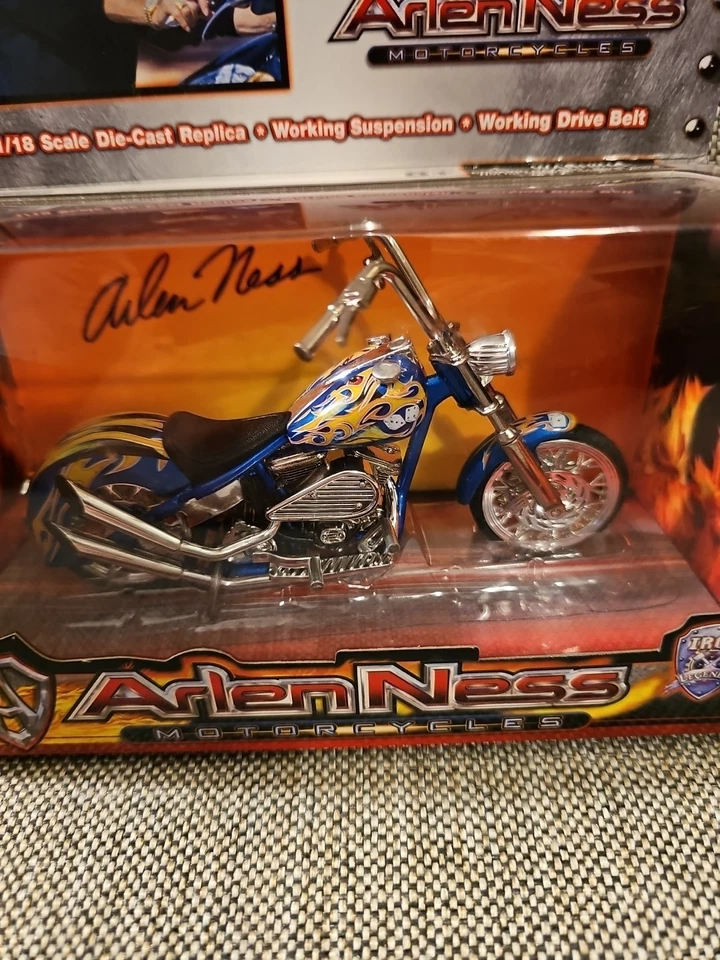 Arlen Ness
MOTORCYCLES
1/18 Scale Die-Cast Replica * Working Suspension * Working Drive Belt
Arlen Ness
Arlen Ness
MOTORCYCLES